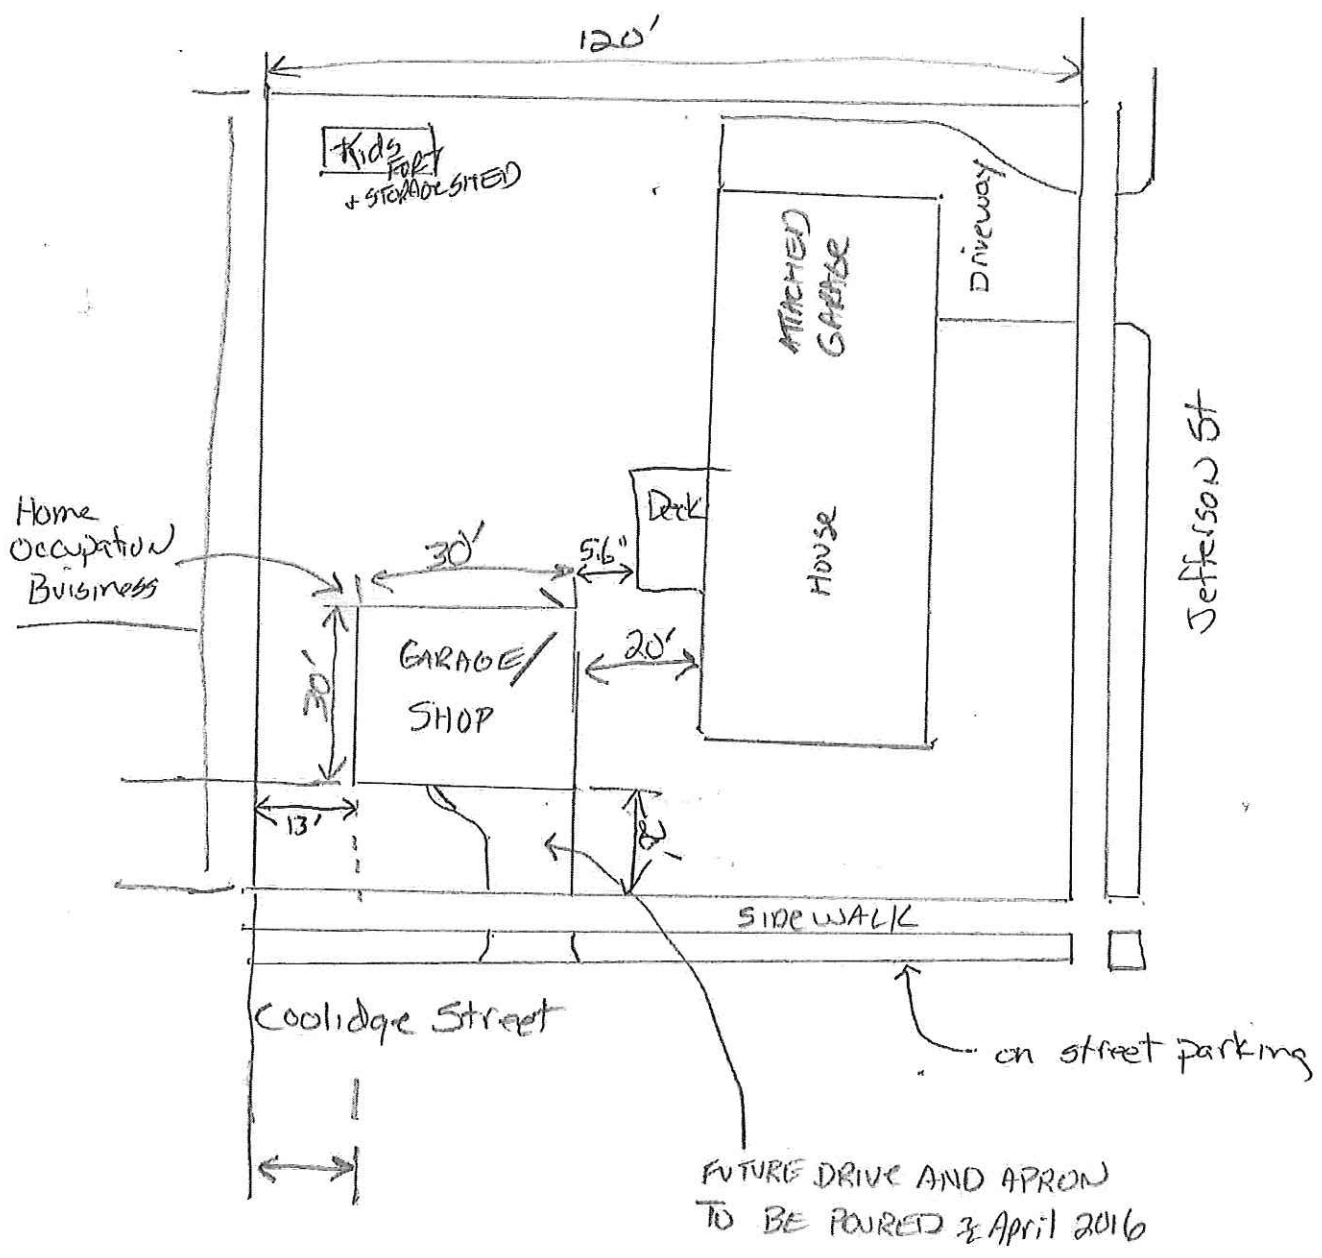 120'
Kids
FORT
+ STORAGE SHED
Driveway
ATTACHED
GARAGE
Jefferson St
Home
Occupation
Buisiness
30'
5'6"
Deck
House
30'
GARAGE/
SHOP
20'
13'
SIDEWALK
Coolidge Street
on street parking
FUTURE DRIVE AND APRON
TO BE POURED April 2016